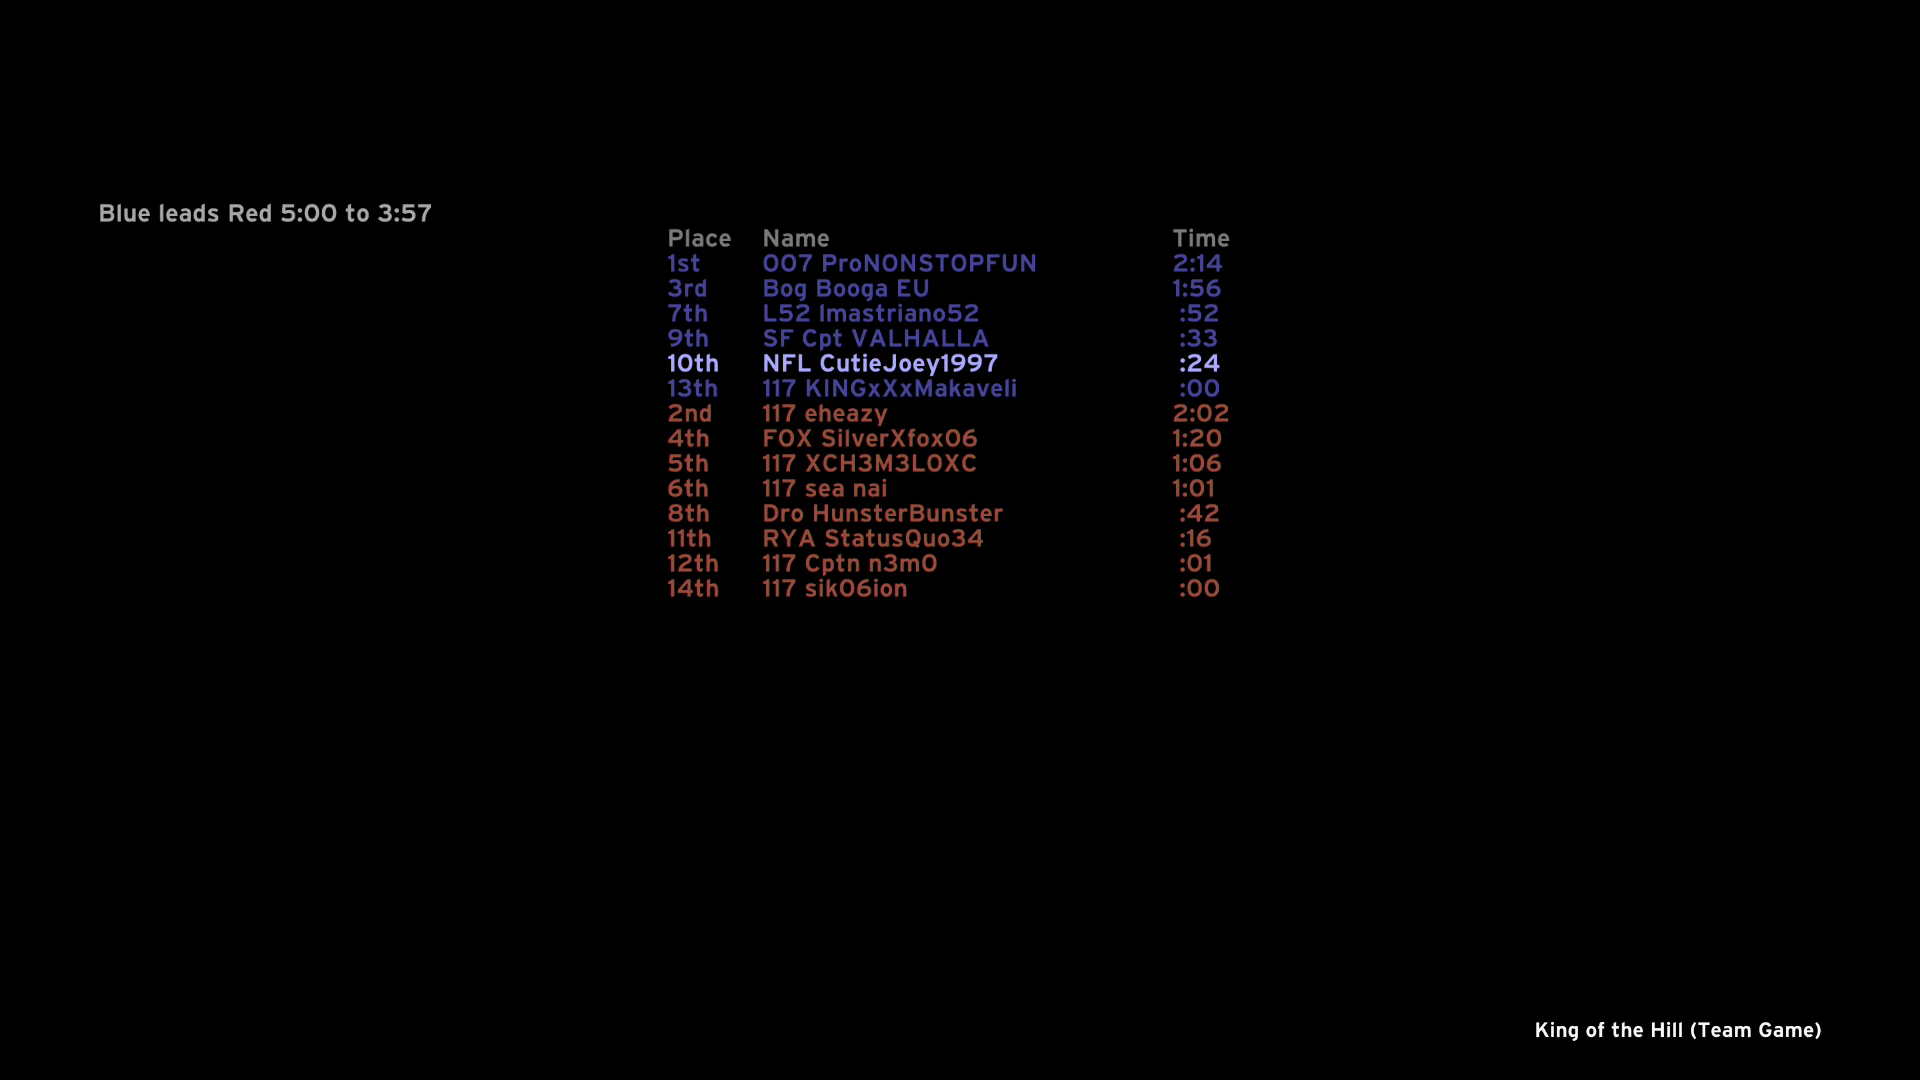 Blue leads Red 5:00 to 3:57
Place Name Time
1st 007 ProNONSTOPFUN 2:14
3rd Bog Booga EU 1:56
7th L52 lmastriano52 :52
9th SF Cpt VALHALLA :33
10th NFL CutieJoey1997 :24
13th 117 KINGxXxMakaveli :00
2nd 117 eheazy 2:02
4th FOX SilverXfox06 1:20
5th 117 XCH3M3L0XC 1:06
6th 117 sea nai 1:01
8th Dro HunsterBunster :42
11th RYA StatusQuo34 :16
12th 117 Cptn n3m0 :01
14th 117 sik06ion :00
King of the Hill (Team Game)